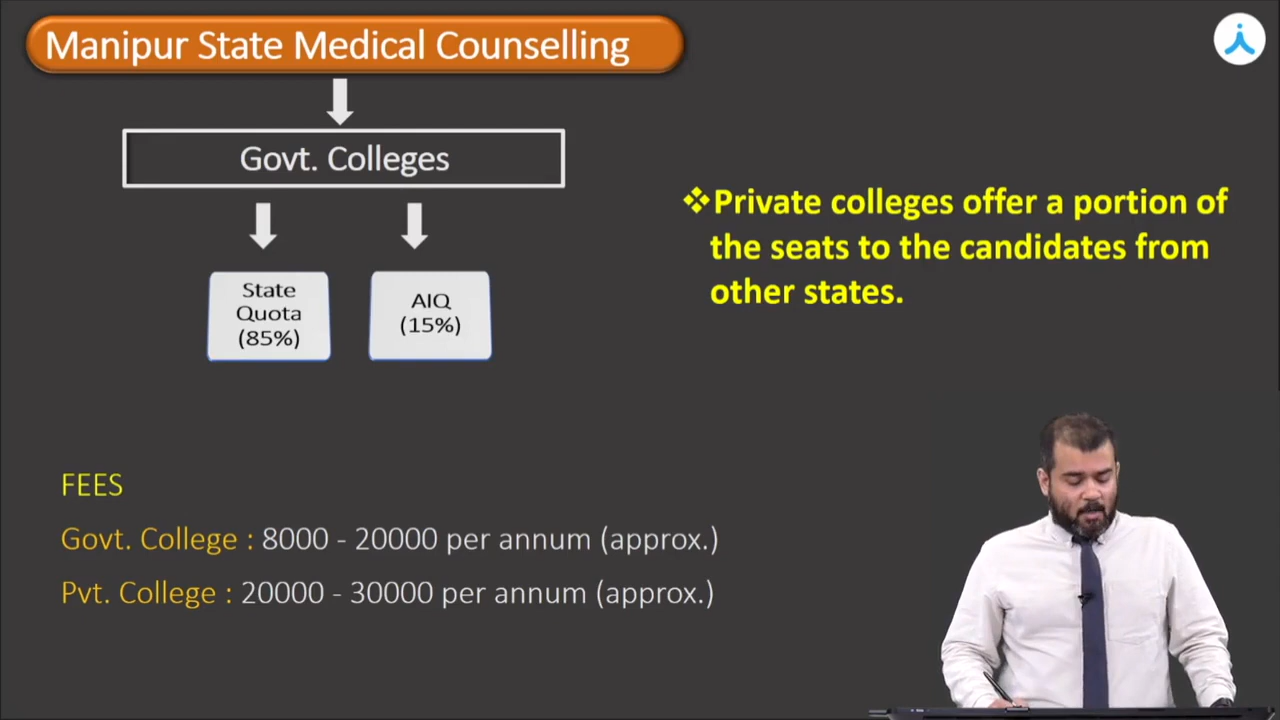 Manipur State Medical Counselling
Govt. Colleges
State
Quota
(85%)
AIQ
(15%)
❖Private colleges offer a portion of
the seats to the candidates from
other states.
FEES
Govt. College : 8000 - 20000 per annum (approx.)
Pvt. College : 20000 - 30000 per annum (approx.)